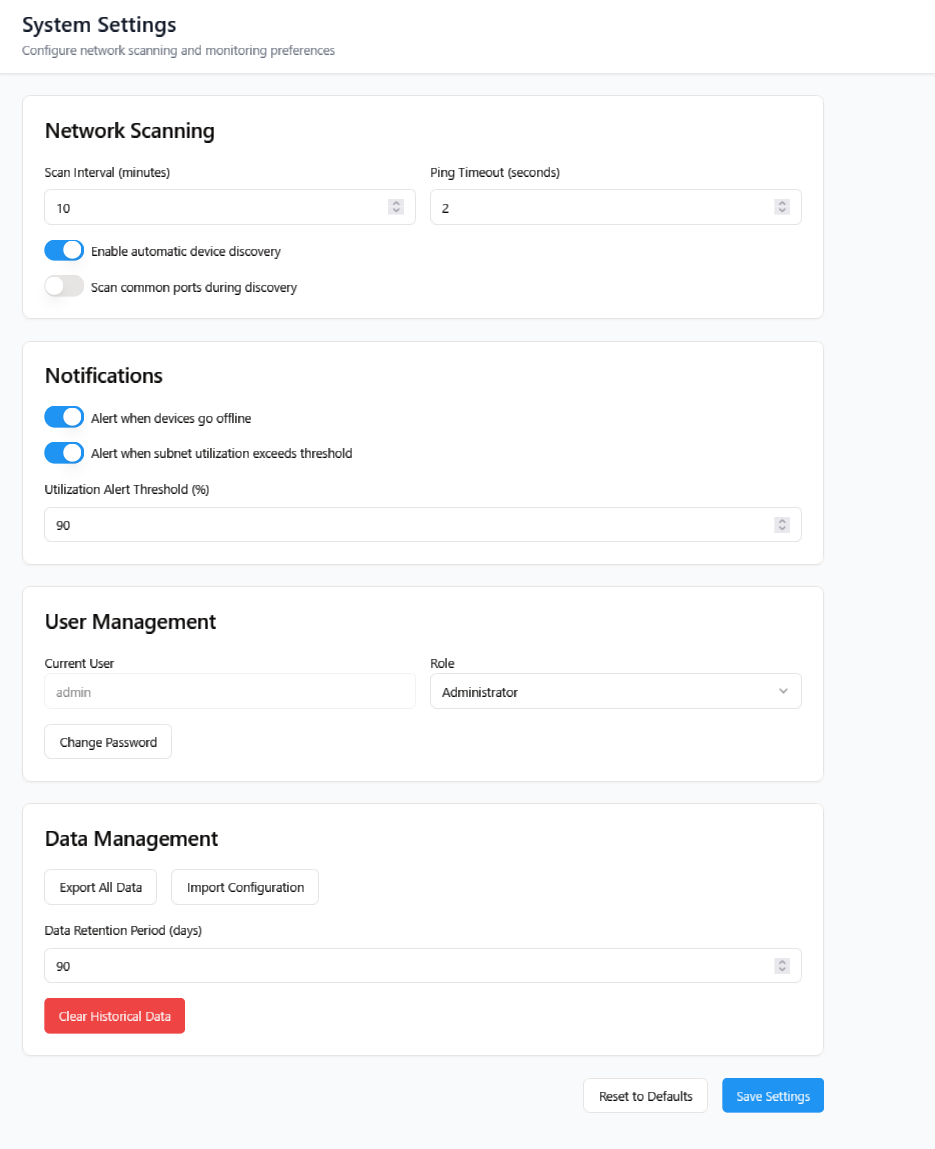 System Settings
Configure network scanning and monitoring preferences
Network Scanning
Scan Interval (minutes) Ping Timeout (seconds)
10 2
Enable automatic device discovery
Scan common ports during discovery
Notifications
Alert when devices go offline
Alert when subnet utilization exceeds threshold
Utilization Alert Threshold (%)
90
User Management
Current User Role
admin Administrator
Change Password
Data Management
Export All Data Import Configuration
Data Retention Period (days)
90
Clear Historical Data
Reset to Defaults Save Settings